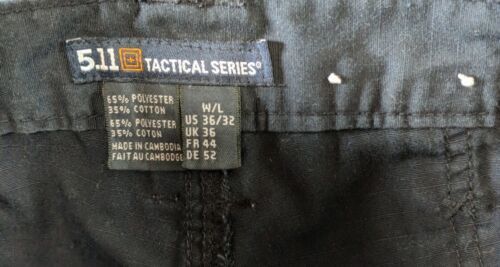 5.11 TACTICAL SERIES®
65% POLYESTER
35% COTTON
65% POLYESTER
35% COTON
MADE IN CAMBODIA
FAIT AU CAMBODGE
W/L
US 36/32
UK 36
FR 44
DE 52